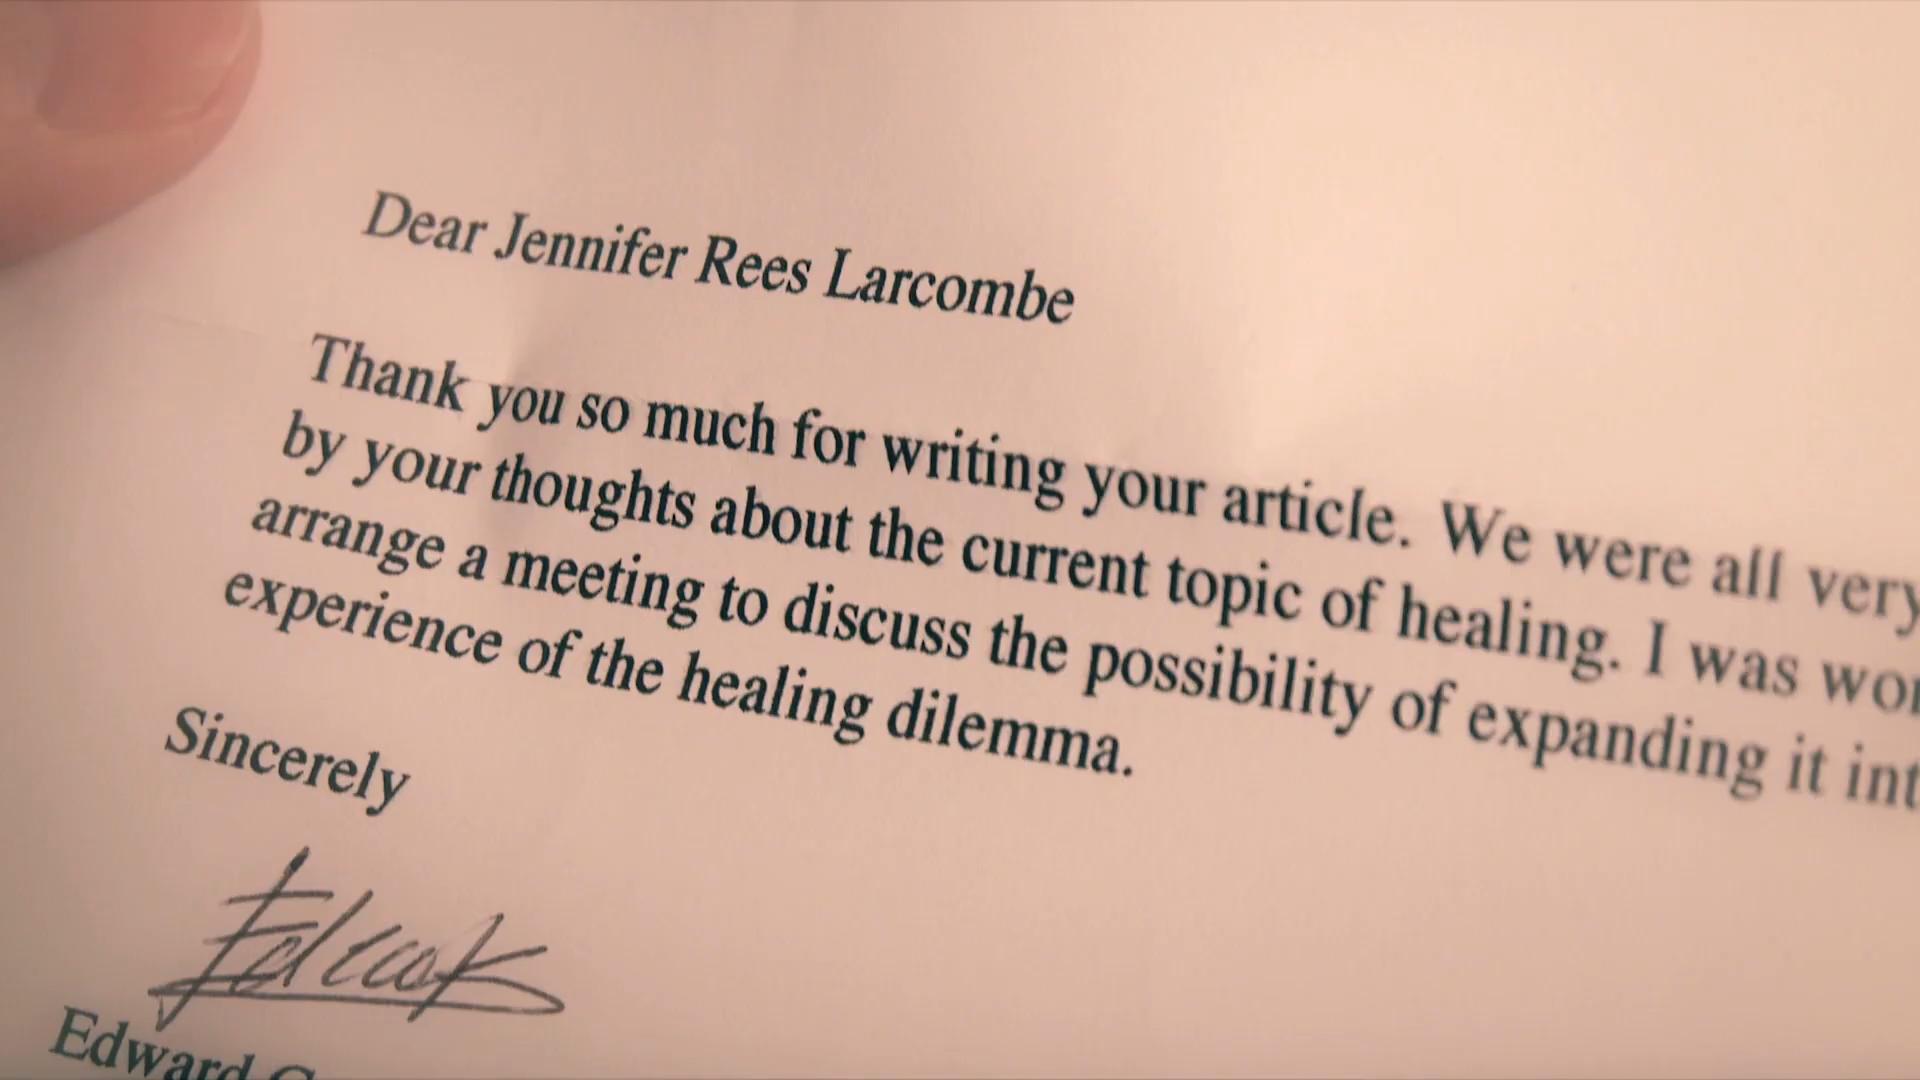 Dear Jennifer Rees Larcombe
Thank you so much for writing your article. We were all very
by your thoughts about the current topic of healing. I was
arrange a meeting to discuss the possibility of expanding it
experience of the healing dilemma.
Sincerely
Edward